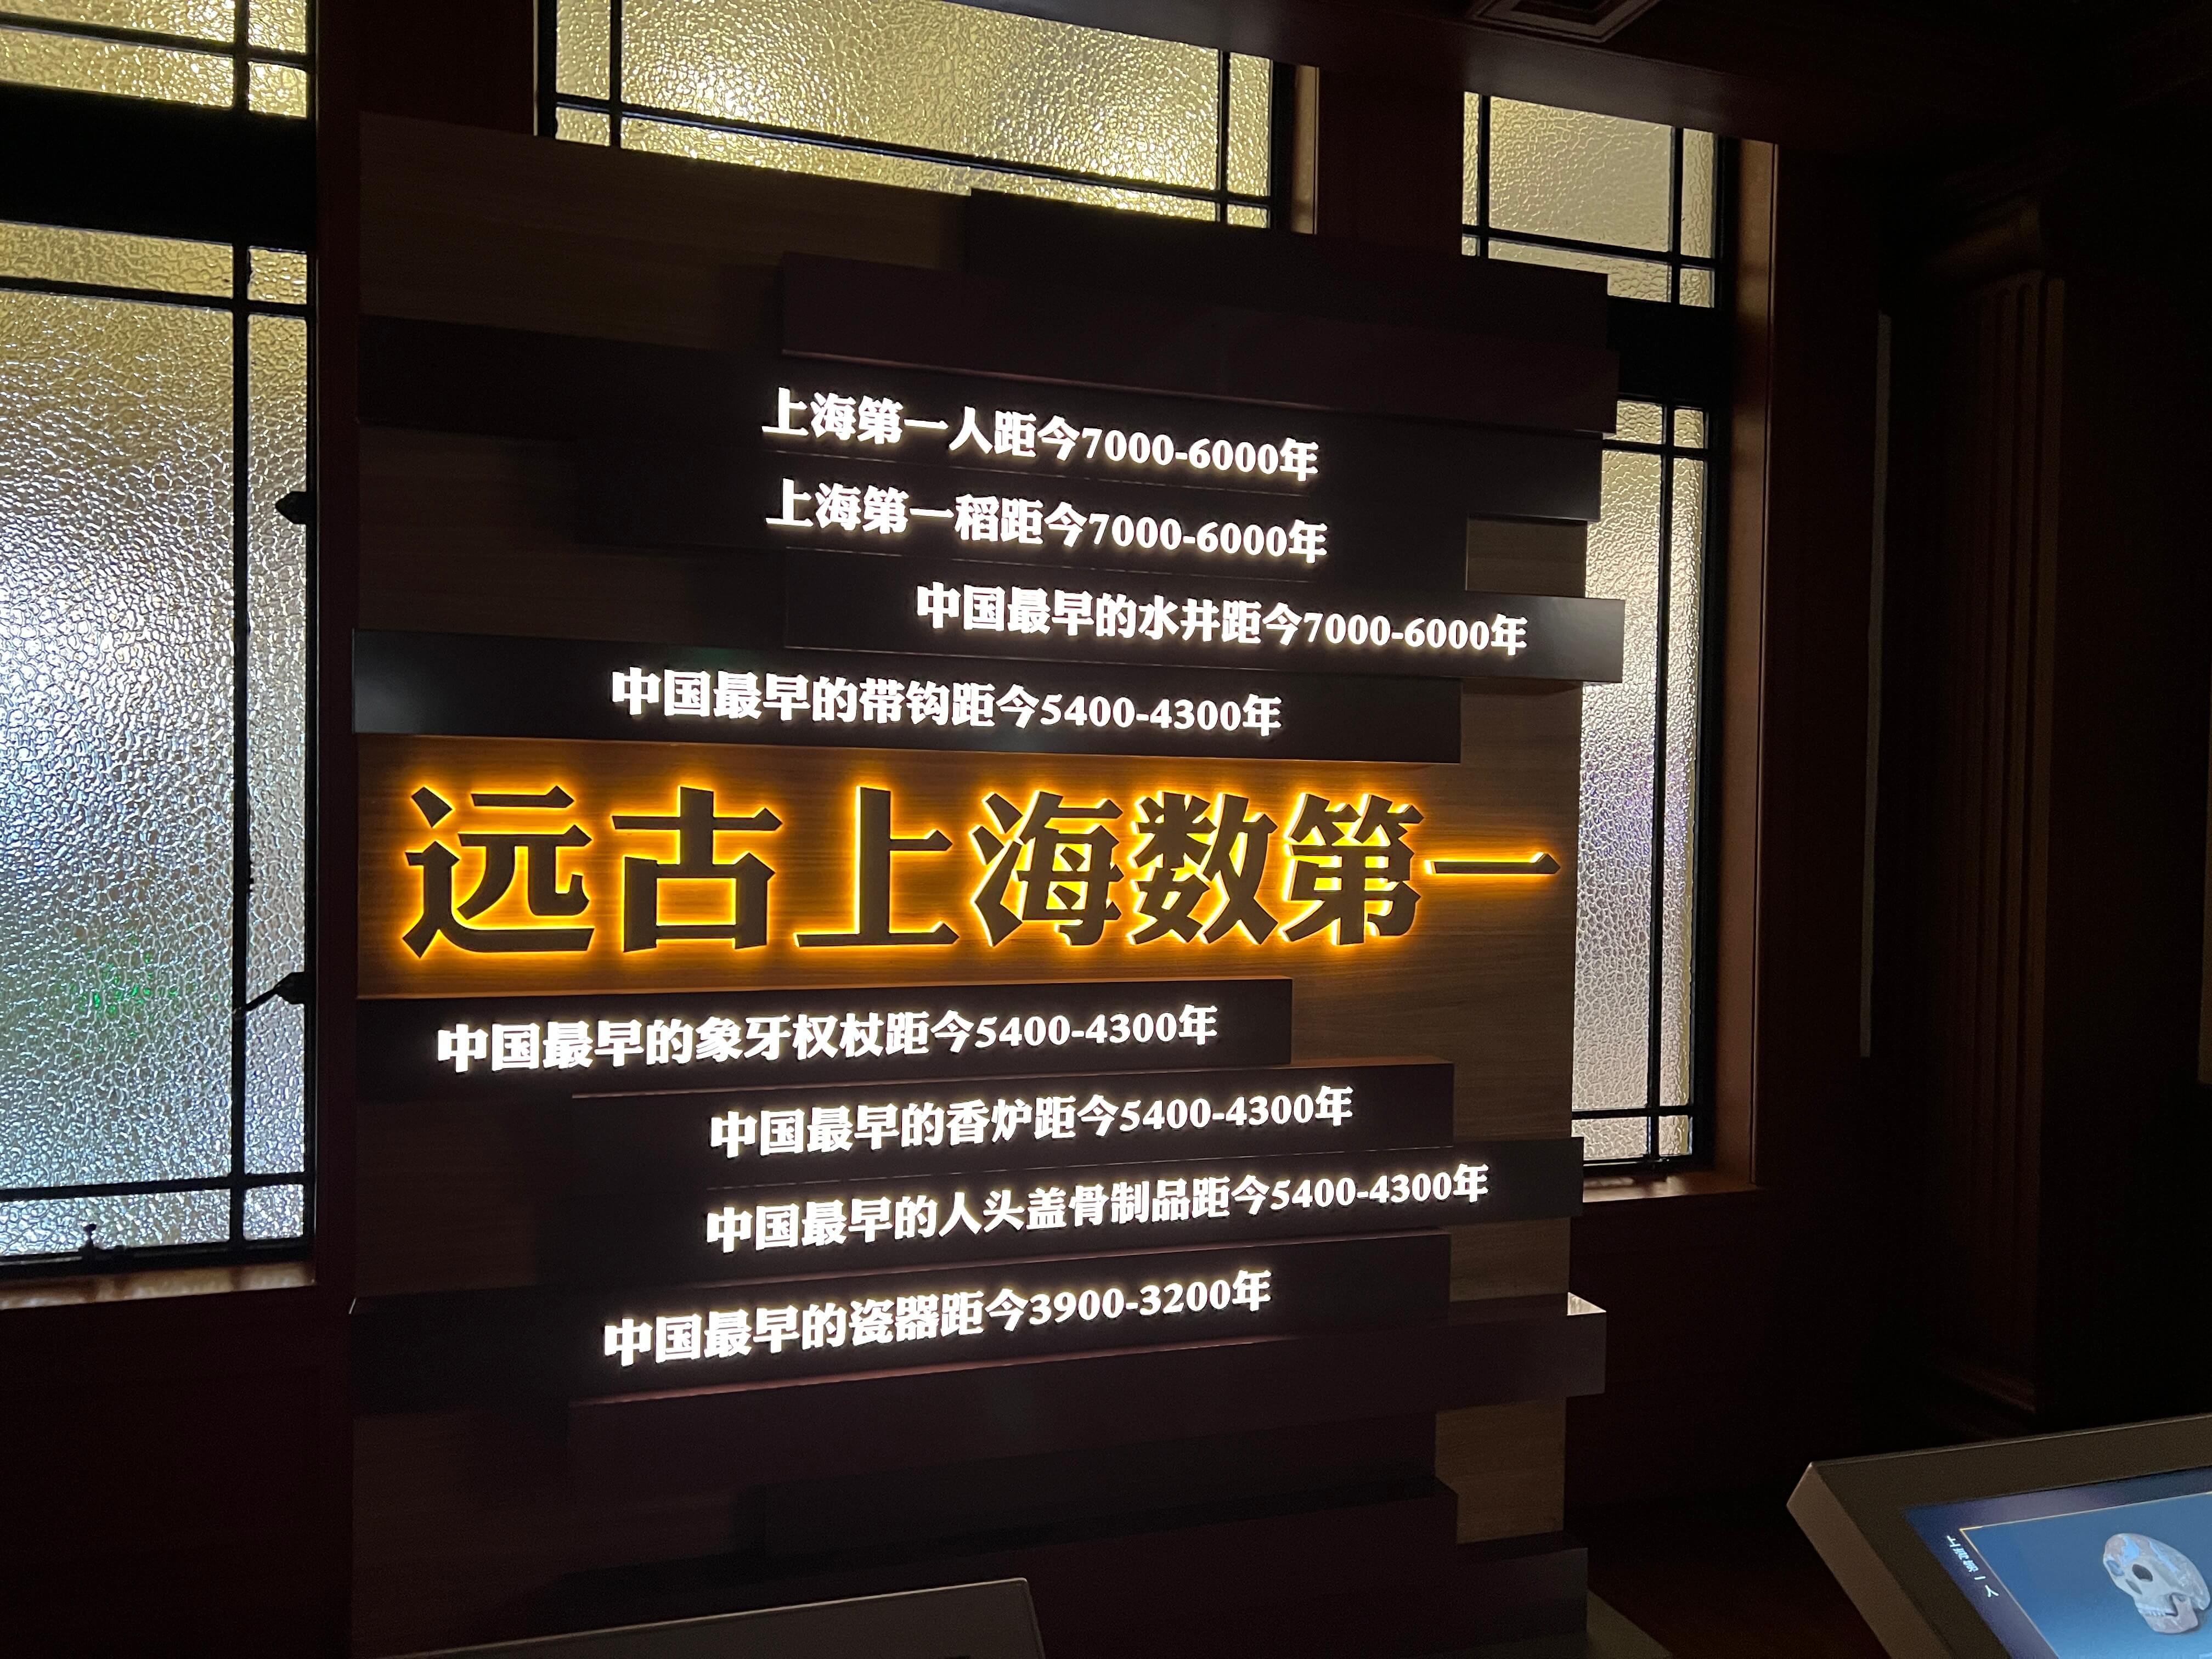 上海第一人距今7000-6000年
上海第一稻距今7000-6000年
中国最早的水井距今7000-6000年
中国最早的带钩距今5400-4300年
远古上海数第一
中国最早的象牙权杖距今5400-4300年
中国最早的香炉距今5400-4300年
中国最早的人头盖骨制品距今5400-4300年
中国最早的瓷器距今3900-3200年
上海第一人